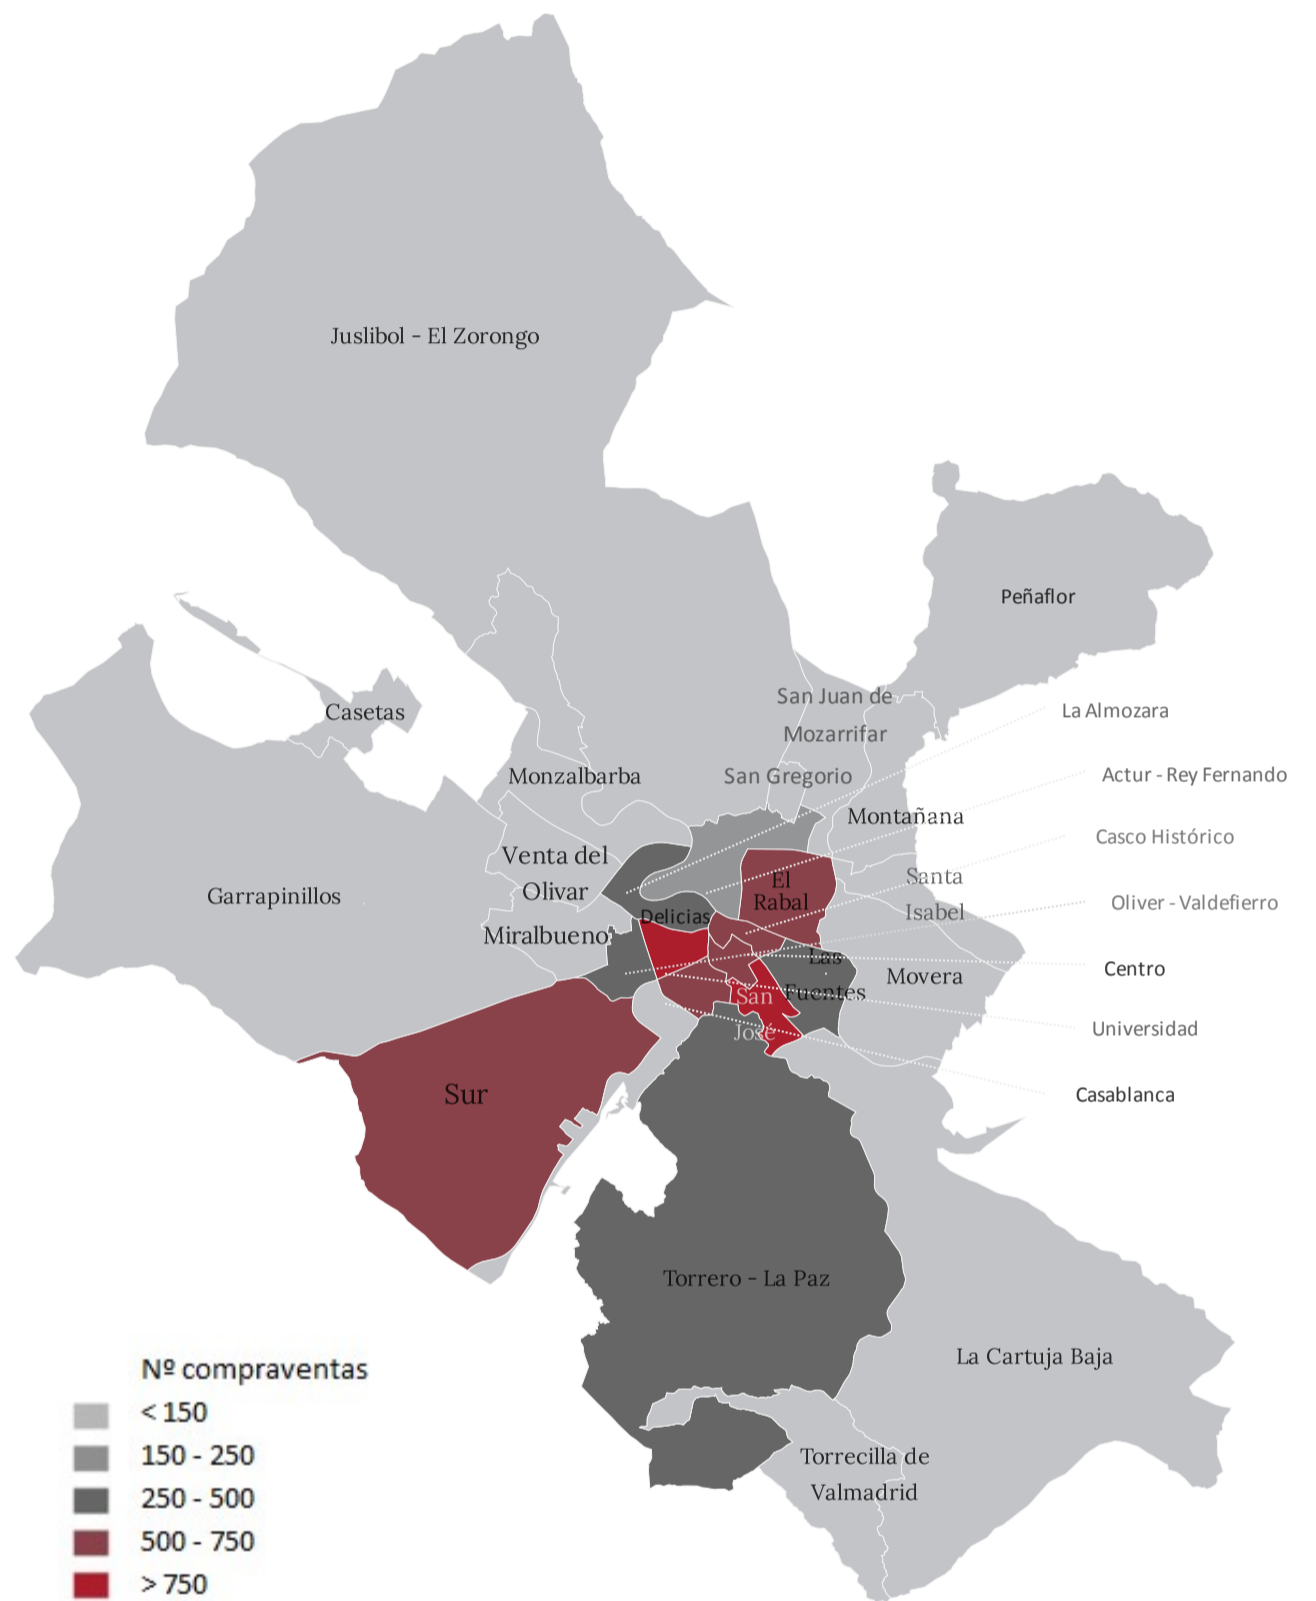 Juslibol - El Zorongo
Peñaflor
San Juan de
Mozarrifar
La Almozara
Casetas
Monzalbarba
San Gregorio
Actur - Rey Fernando
Montañana
Casco Histórico
Venta del
Olivar
Santa
Isabel
El
Rabal
Garrapinillos
Oliver - Valdefierro
Delicias
Miralbueno
Las
Fuentes
Movera
Centro
San
José
Universidad
Sur
Casablanca
Torrero - La Paz
La Cartuja Baja
Torrecilla de
Valmadrid
Nº compraventas
< 150
150 - 250
250 - 500
500 - 750
> 750